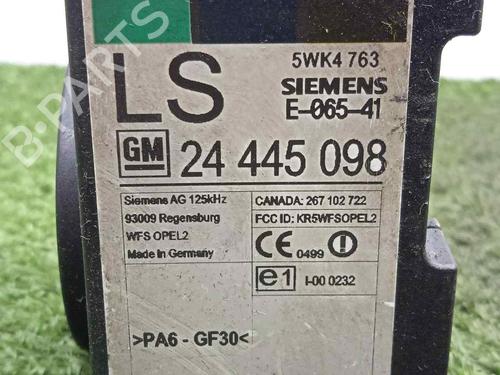 LS
5WK4 763
SIEMENS
E-065-41
GM 24 445 098
Siemens AG 125kHz
93009 Regensburg
WFS OPEL2
Made In Germany
CANADA: 267 102 722
FCC ID: KR5WFSOPEL2
CE 0499
e1 I-00 0232
>PA6 - GF30<
B-PARTS